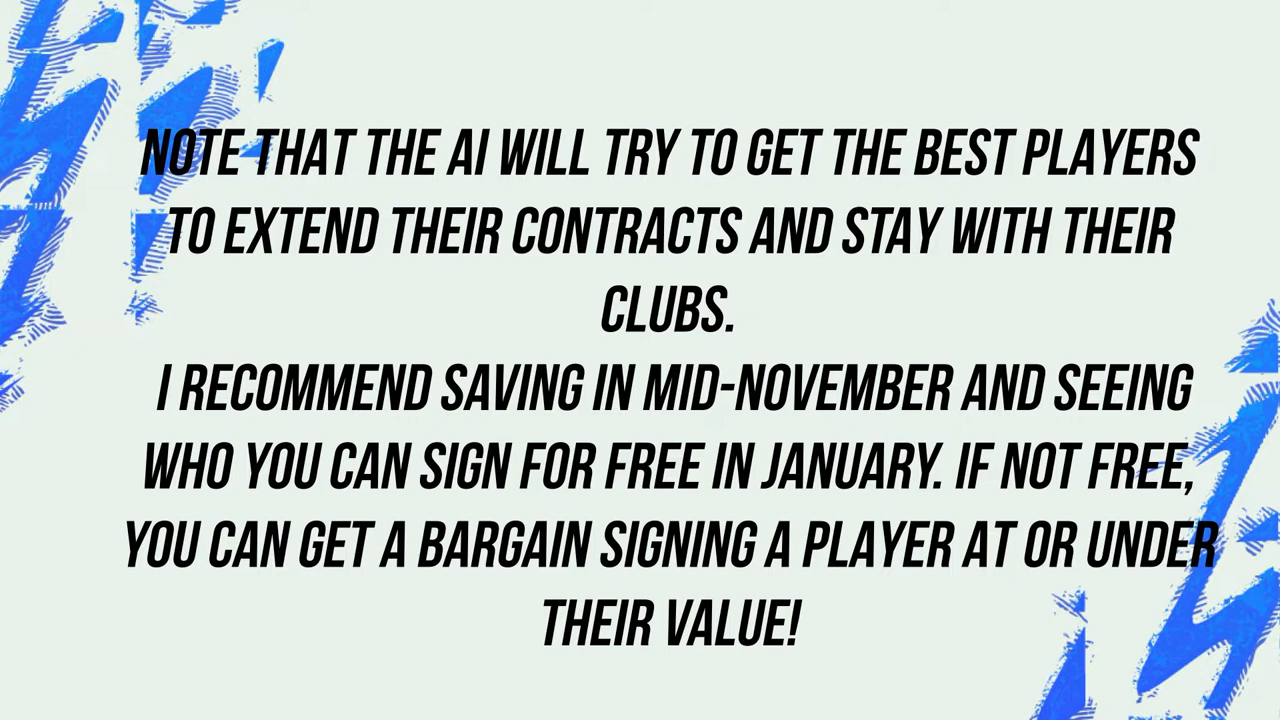 NOTE THAT THE AI WILL TRY TO GET THE BEST PLAYERS
TO EXTEND THEIR CONTRACTS AND STAY WITH THEIR
CLUBS.
I RECOMMEND SAVING IN MID-NOVEMBER AND SEEING
WHO YOU CAN SIGN FOR FREE IN JANUARY. IF NOT FREE,
YOU CAN GET A BARGAIN SIGNING A PLAYER AT OR UNDER
THEIR VALUE!